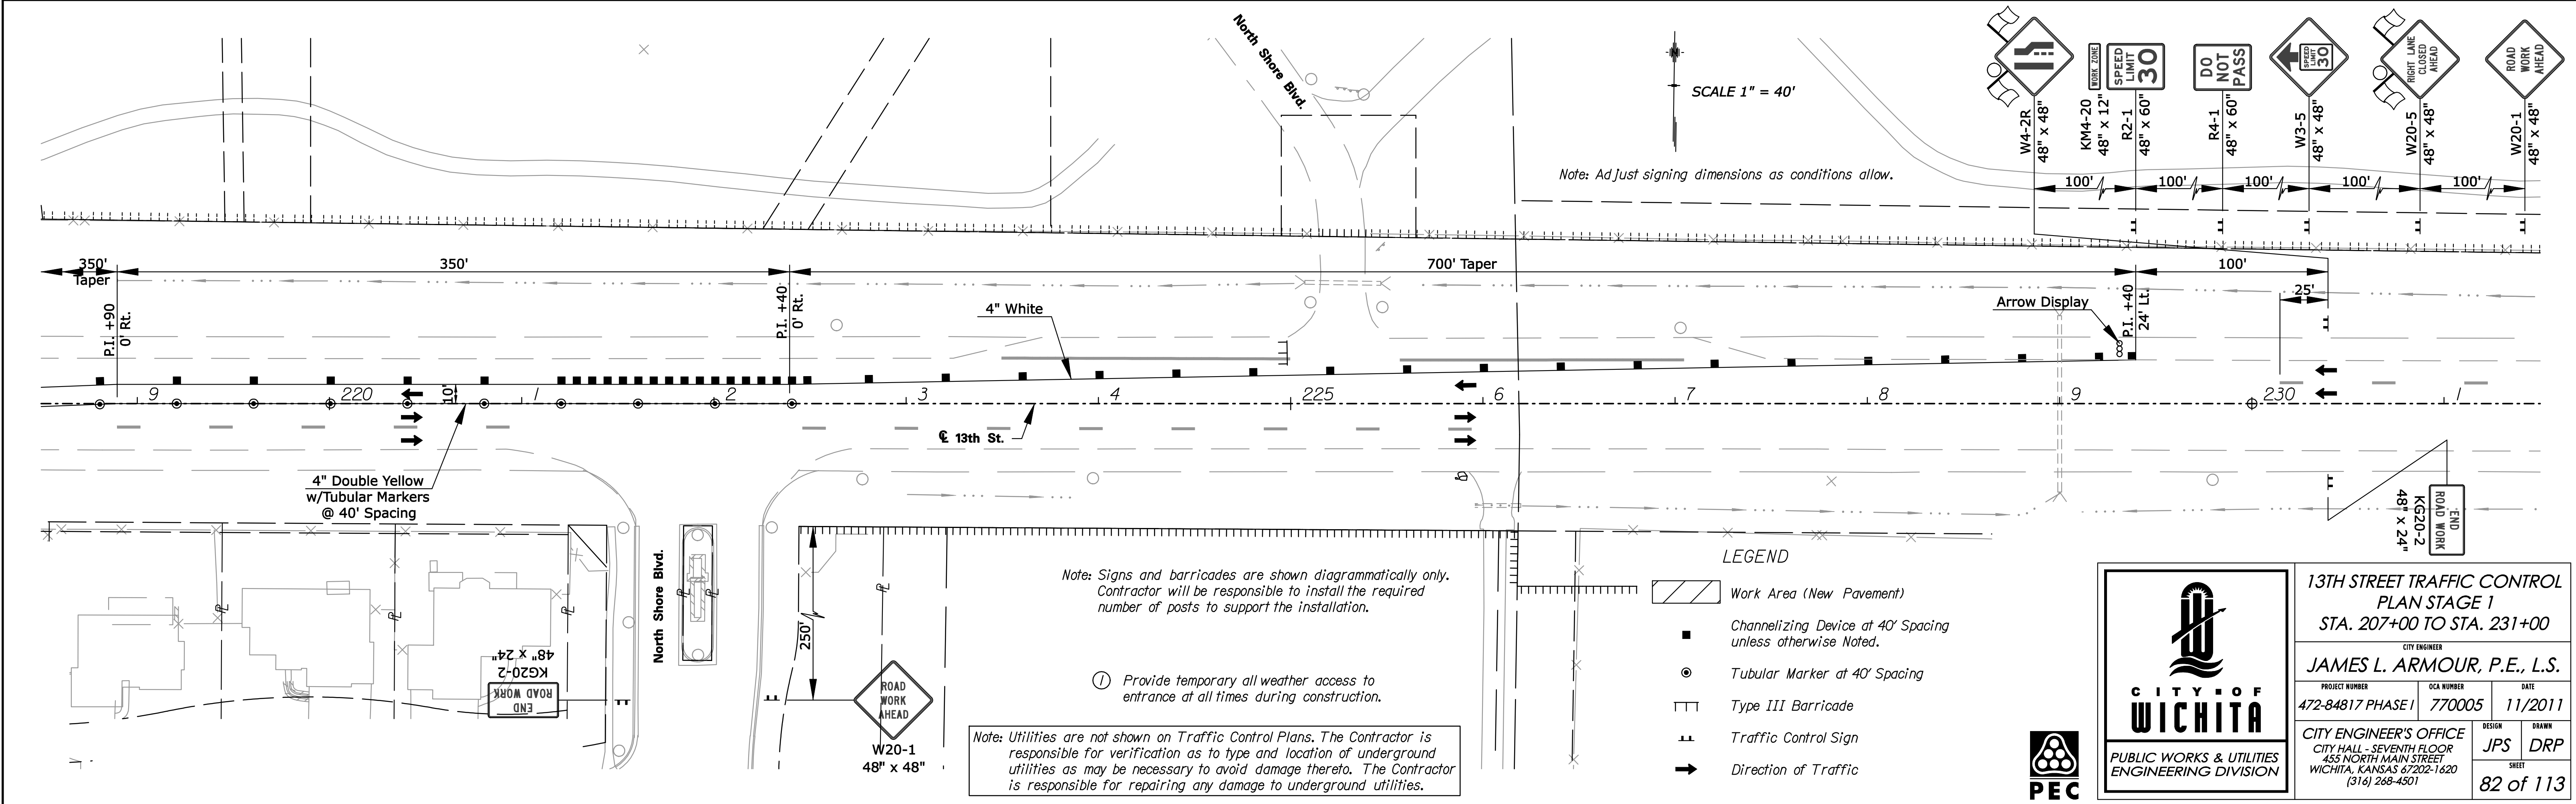 North Shore Blvd.
SCALE 1" = 40'
N
Note: Adjust signing dimensions as conditions allow.
W4-2R
48" x 48"
WORK ZONE
SPEED
LIMIT
30
KM4-20
48" x 12"
R2-1
48" x 60"
DO
NOT
PASS
R4-1
48" x 60"
SPEED
LIMIT
30
W3-5
48" x 48"
RIGHT LANE
CLOSED
AHEAD
W20-5
48" x 48"
ROAD
WORK
AHEAD
W20-1
48" x 48"
100'
100'
100'
100'
100'
350'
Taper
350'
700' Taper
100'
25'
P.I. +90
0' Rt.
P.I. +40
0' Rt.
4" White
Arrow Display
P.I. +40
24' Lt.
10'
9
220
1
2
3
4
225
6
7
8
9
230
1
℄ 13th St.
4" Double Yellow
w/Tubular Markers
@ 40' Spacing
North Shore Blvd.
END
ROAD WORK
KG20-2
48" x 24"
END
ROAD WORK
KG20-2
48" x 24"
250'
ROAD
WORK
AHEAD
W20-1
48" x 48"
Note: Signs and barricades are shown diagrammatically only.
Contractor will be responsible to install the required
number of posts to support the installation.
1 Provide temporary all weather access to
entrance at all times during construction.
Note: Utilities are not shown on Traffic Control Plans. The Contractor is
responsible for verification as to type and location of underground
utilities as may be necessary to avoid damage thereto. The Contractor
is responsible for repairing any damage to underground utilities.
LEGEND
Work Area (New Pavement)
Channelizing Device at 40' Spacing
unless otherwise Noted.
Tubular Marker at 40' Spacing
Type III Barricade
Traffic Control Sign
Direction of Traffic
PEC
CITY OF
WICHITA
PUBLIC WORKS & UTILITIES
ENGINEERING DIVISION
13TH STREET TRAFFIC CONTROL
PLAN STAGE 1
STA. 207+00 TO STA. 231+00
CITY ENGINEER
JAMES L. ARMOUR, P.E., L.S.
PROJECT NUMBER
472-84817 PHASE I
OCA NUMBER
770005
DATE
11/2011
CITY ENGINEER'S OFFICE
CITY HALL - SEVENTH FLOOR
455 NORTH MAIN STREET
WICHITA, KANSAS 67202-1620
(316) 268-4501
DESIGN
JPS
DRAWN
DRP
SHEET
82 of 113